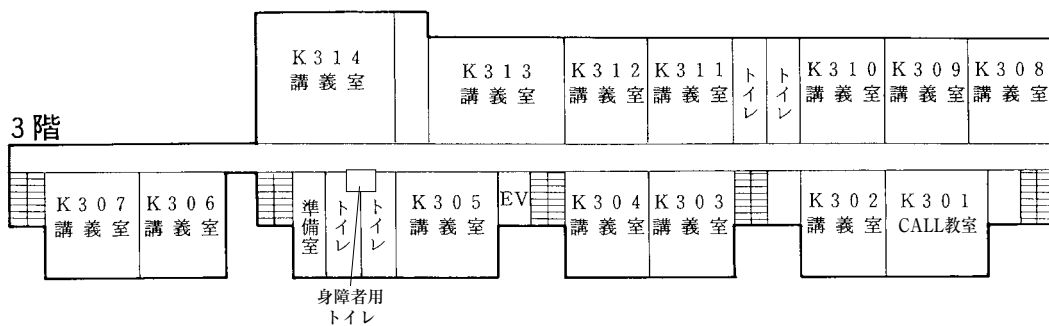 K314
講義室
K313
講義室
K312
講義室
K311
講義室
トイレ
トイレ
K310
講義室
K309
講義室
K308
講義室
3階
K307
講義室
K306
講義室
準備室
トイレ
トイレ
K305
講義室
EV
K304
講義室
K303
講義室
K302
講義室
K301
CALL教室
身障者用
トイレ